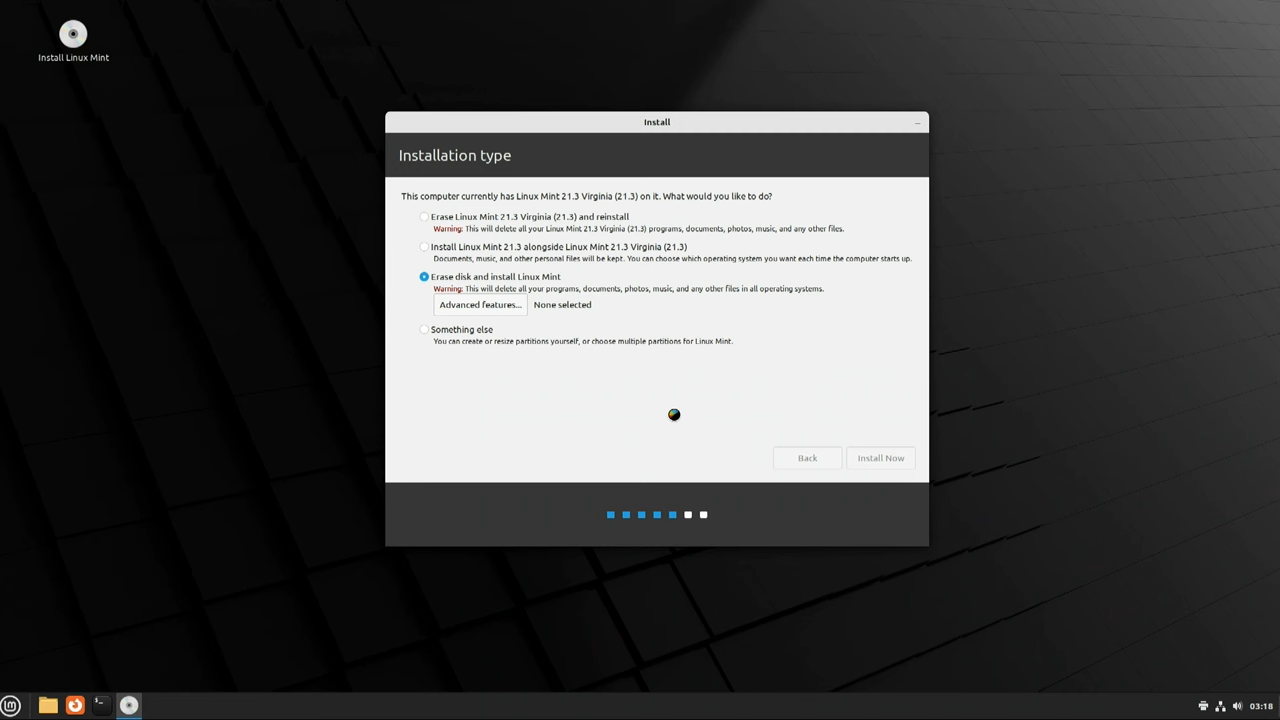 Install Linux Mint
Install
Installation type
This computer currently has Linux Mint 21.3 Virginia (21.3) on it. What would you like to do?
Erase Linux Mint 21.3 Virginia (21.3) and reinstall
Warning: This will delete all your Linux Mint 21.3 Virginia (21.3) programs, documents, photos, music, and any other files.
Install Linux Mint 21.3 alongside Linux Mint 21.3 Virginia (21.3)
Documents, music, and other personal files will be kept. You can choose which operating system you want each time the computer starts up.
Erase disk and install Linux Mint
Warning: This will delete all your programs, documents, photos, music, and any other files in all operating systems.
Advanced features... None selected
Something else
You can create or resize partitions yourself, or choose multiple partitions for Linux Mint.
Back Install Now
03:18